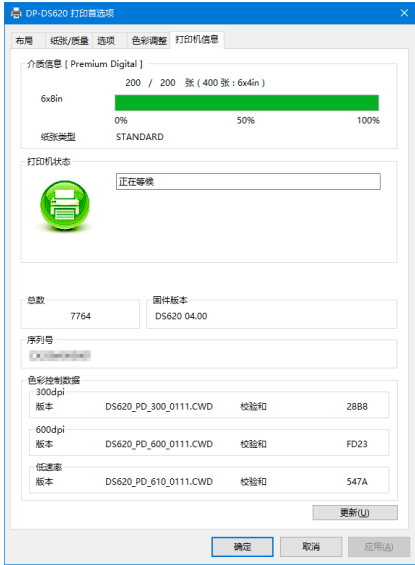 DP-DS620 打印首选项
布局 纸张/质量 选项 色彩调整 打印机信息
介质信息 [ Premium Digital ]
200 / 200 张 ( 400 张 : 6x4in )
6x8in
0% 50% 100%
纸张类型 STANDARD
打印机状态
正在等候
总数 固件版本
7764 DS620 04.00
序列号
色彩控制数据
300dpi
版本 DS620_PD_300_0111.CWD 校验和 28B8
600dpi
版本 DS620_PD_600_0111.CWD 校验和 FD23
低速率
版本 DS620_PD_610_0111.CWD 校验和 547A
更新(U)
确定 取消 应用(A)